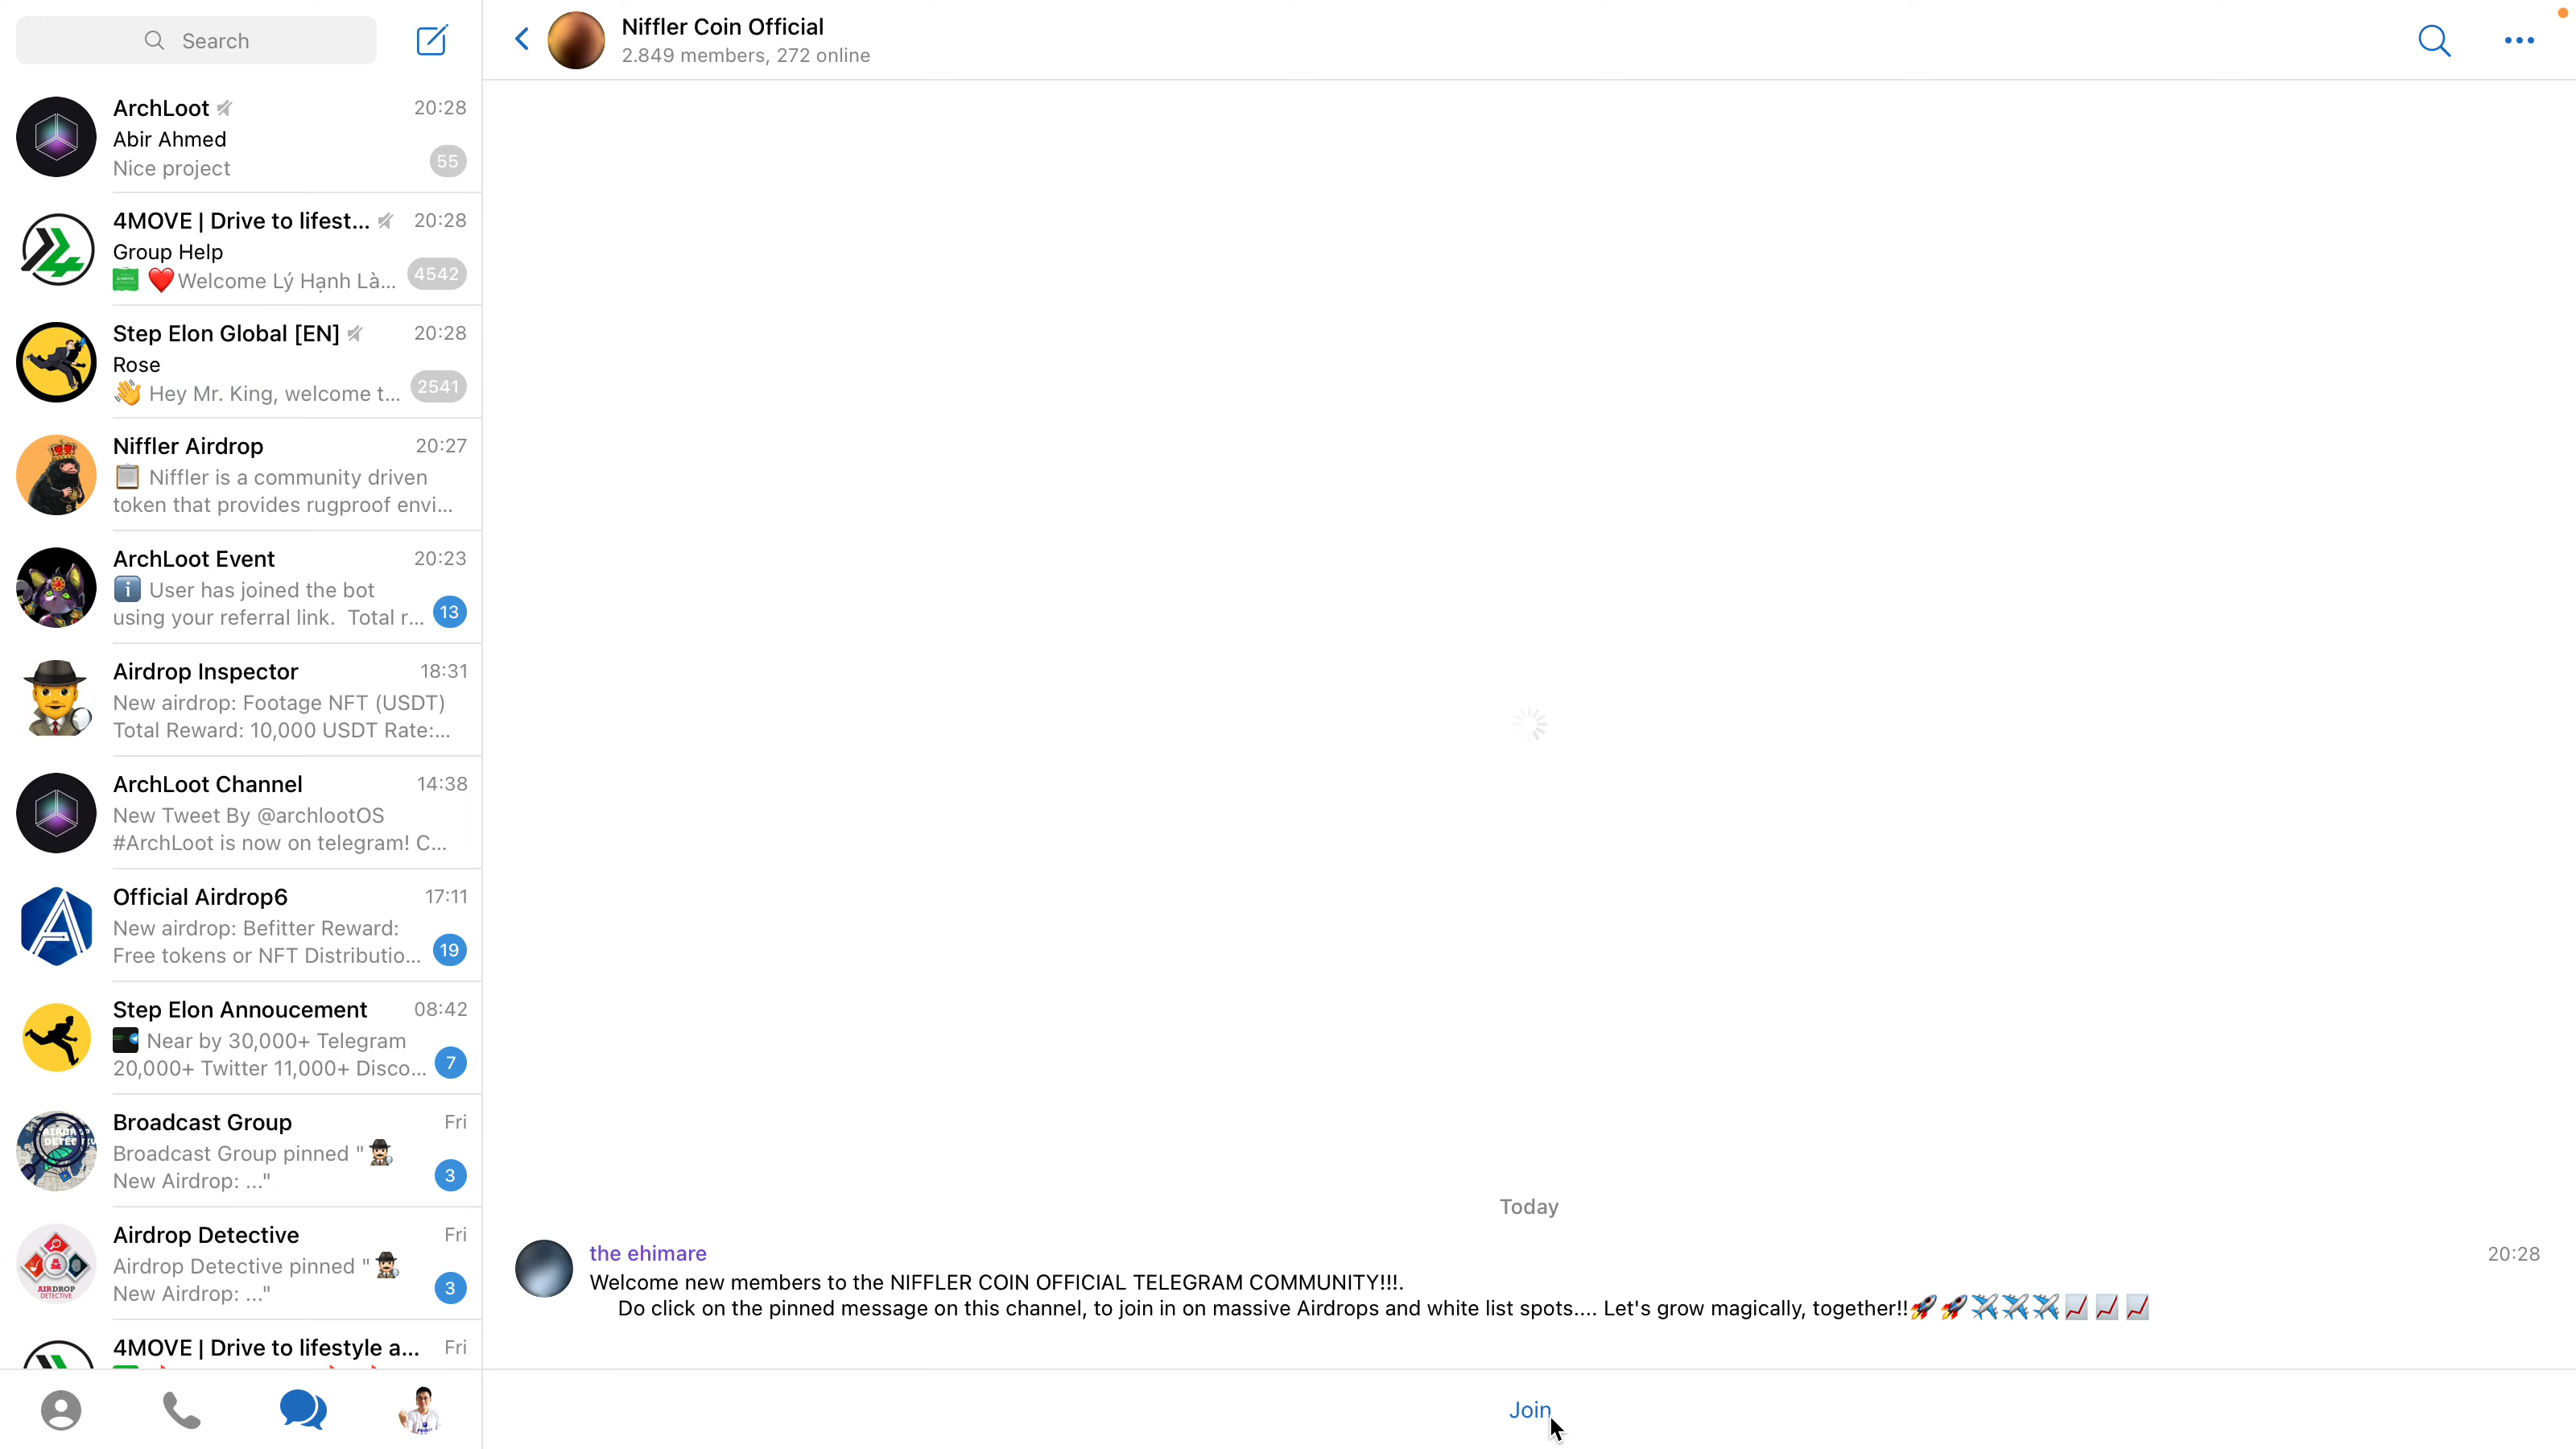 Search
ArchLoot
20:28
Abir Ahmed
Nice project
55
4MOVE | Drive to lifest...
20:28
Group Help
Welcome Lý Hạnh Là...
4542
Step Elon Global [EN]
20:28
Rose
👋 Hey Mr. King, welcome t...
2541
Niffler Airdrop
20:27
📋 Niffler is a community driven
token that provides rugproof envi...
ArchLoot Event
20:23
ℹ️ User has joined the bot
using your referral link. Total r...
13
Airdrop Inspector
18:31
New airdrop: Footage NFT (USDT)
Total Reward: 10,000 USDT Rate:...
ArchLoot Channel
14:38
New Tweet By @archlootOS
#ArchLoot is now on telegram! C...
Official Airdrop6
17:11
New airdrop: Befitter Reward:
Free tokens or NFT Distributio...
19
Step Elon Annoucement
08:42
Near by 30,000+ Telegram
20,000+ Twitter 11,000+ Disco...
7
Broadcast Group
Fri
Broadcast Group pinned "🕵
New Airdrop: ..."
3
Airdrop Detective
Fri
Airdrop Detective pinned "🕵
New Airdrop: ..."
3
AIRDROP
DETECTIVE
4MOVE | Drive to lifestyle a...
Fri
Niffler Coin Official
2.849 members, 272 online
Today
the ehimare
20:28
Welcome new members to the NIFFLER COIN OFFICIAL TELEGRAM COMMUNITY!!!.
Do click on the pinned message on this channel, to join in on massive Airdrops and white list spots.... Let's grow magically, together!!🚀🚀✈️✈️✈️📈📈📈
Join